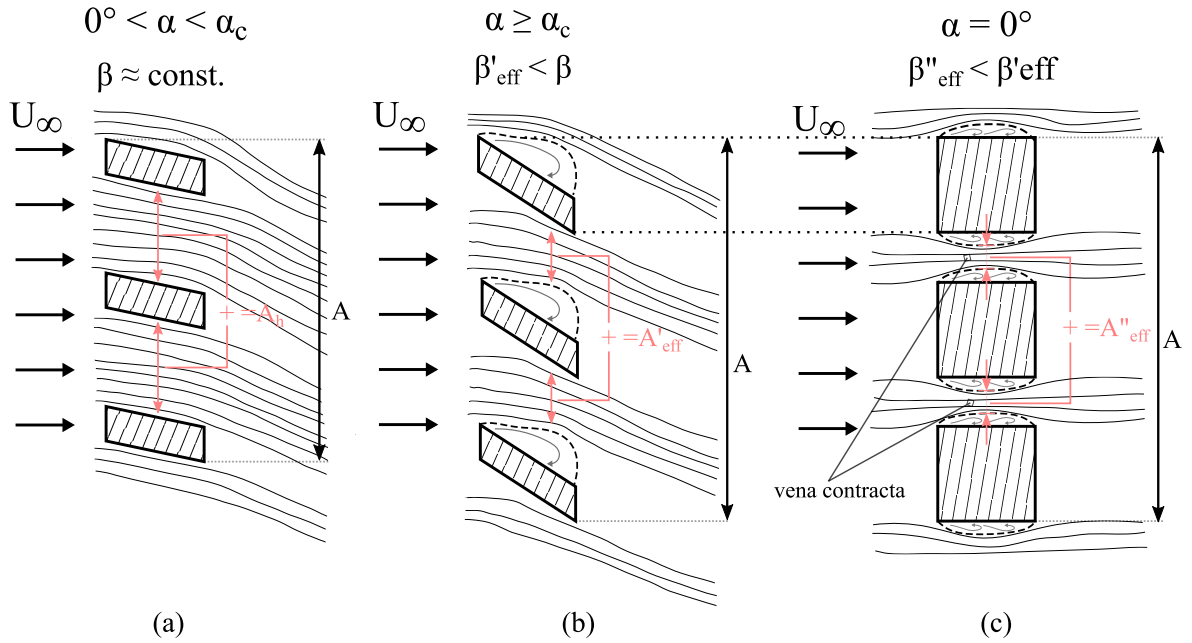 0° < α < αc
β ≈ const.
U∞
+ =Ah
A
(a)
α ≥ αc
β'eff < β
U∞
+ =A'eff
A
(b)
α = 0°
β"eff < β'eff
U∞
+ =A"eff
A
vena contracta
(c)